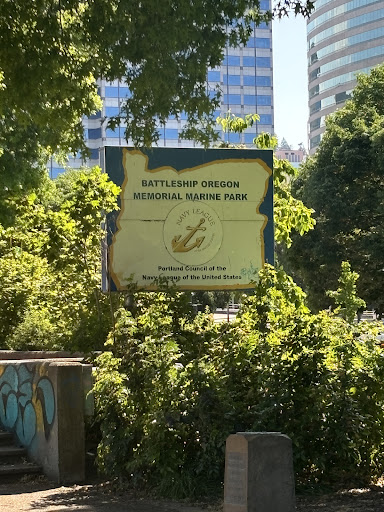 BATTLESHIP OREGON
MEMORIAL MARINE PARK
NAVY LEAGUE
Portland Council of the
Navy League of the United States